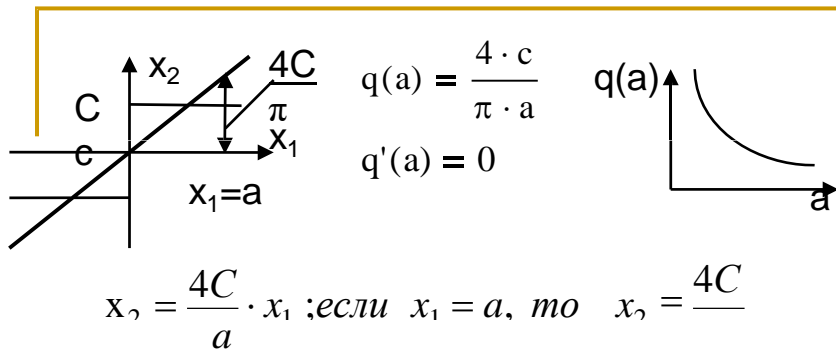 x₂ 4C/π q(a) = 4 · c / π · a q(a)
C
c x₁ q'(a) = 0
x₁=a a
x₂ = 4C/a · x₁ ;если x₁ = a, то x₂ = 4C